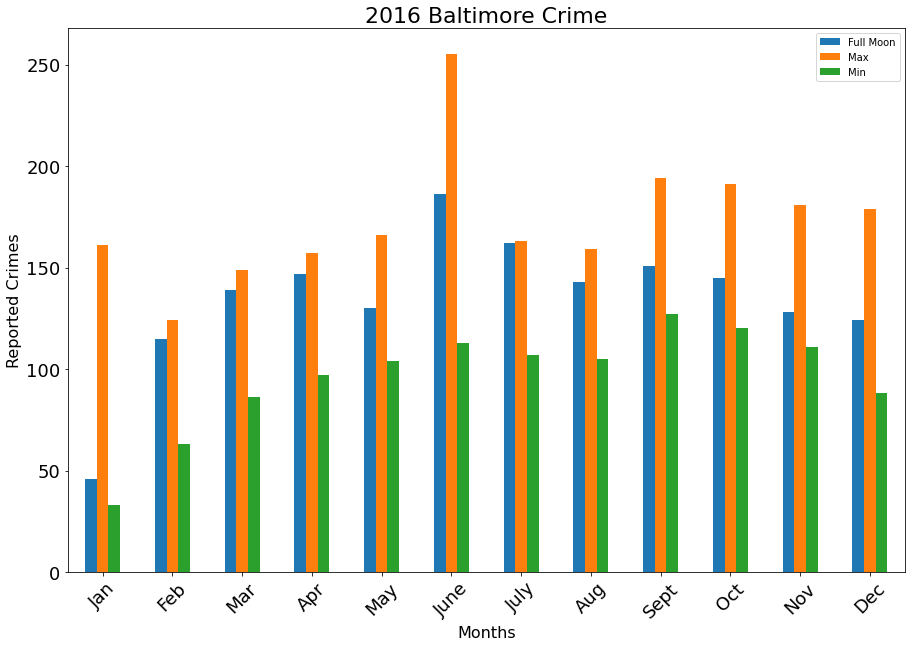 2016 Baltimore Crime
Full Moon
Max
Min
Reported Crimes
250
200
150
100
50
0
Jan
Feb
Mar
Apr
May
June
July
Aug
Sept
Oct
Nov
Dec
Months